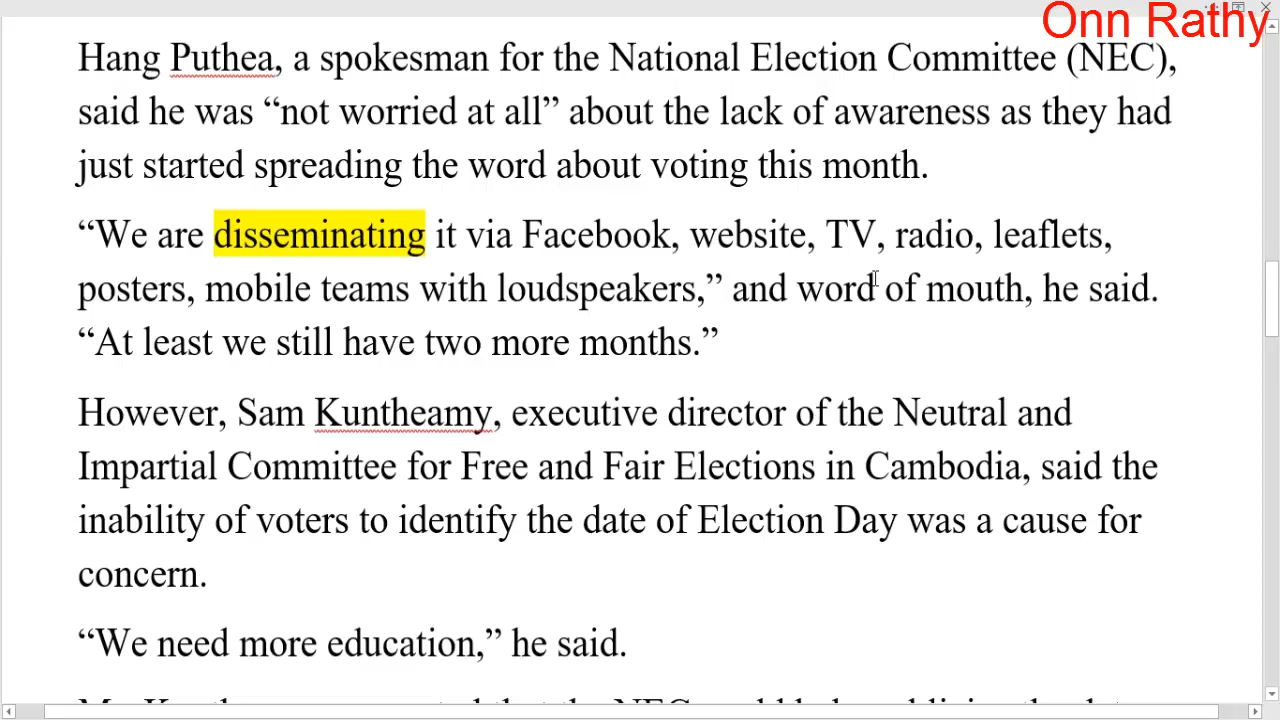 Onn Rathy
Hang Puthea, a spokesman for the National Election Committee (NEC),
said he was “not worried at all” about the lack of awareness as they had
just started spreading the word about voting this month.
“We are disseminating it via Facebook, website, TV, radio, leaflets,
posters, mobile teams with loudspeakers,” and word of mouth, he said.
“At least we still have two more months.”
However, Sam Kuntheamy, executive director of the Neutral and
Impartial Committee for Free and Fair Elections in Cambodia, said the
inability of voters to identify the date of Election Day was a cause for
concern.
“We need more education,” he said.